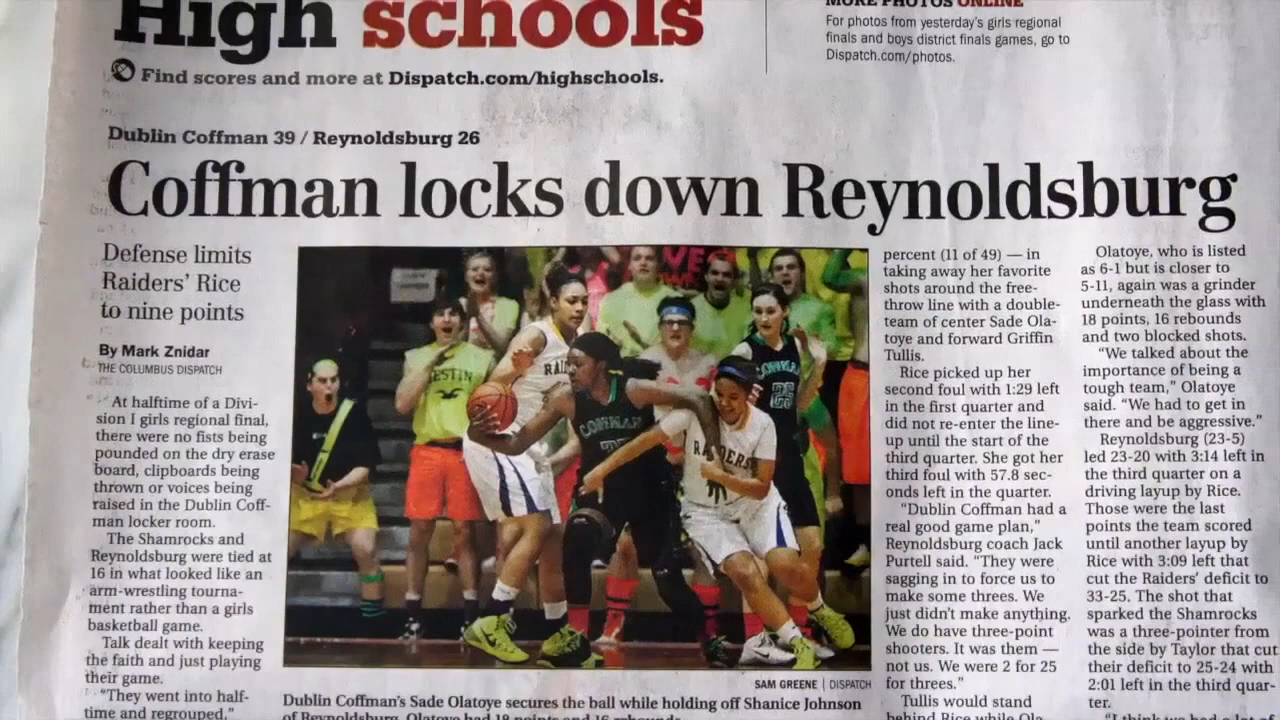 High schools
Find scores and more at Dispatch.com/highschools.
MORE PHOTOS ONLINE
For photos from yesterday's girls regional
finals and boys district finals games, go to
Dispatch.com/photos.
Dublin Coffman 39 / Reynoldsburg 26
Coffman locks down Reynoldsburg
Defense limits
Raiders' Rice
to nine points
By Mark Znidar
THE COLUMBUS DISPATCH
At halftime of a Divi-
sion I girls regional final,
there were no fists being
pounded on the dry erase
board, clipboards being
thrown or voices being
raised in the Dublin Coff-
man locker room.
The Shamrocks and
Reynoldsburg were tied at
16 in what looked like an
arm-wrestling tourna-
ment rather than a girls
basketball game.
Talk dealt with keeping
the faith and just playing
their game.
"They went into half-
time and regrouped,"
COFFMAN
RAIDERS
25
SAM GREENE | DISPATCH
Dublin Coffman's Sade Olatoye secures the ball while holding off Shanice Johnson
of Reynoldsburg. Olatoye had 18 points and 16 rebounds.
percent (11 of 49) — in
taking away her favorite
shots around the free-
throw line with a double-
team of center Sade Ola-
toye and forward Griffin
Tullis.
Rice picked up her
second foul with 1:29 left
in the first quarter and
did not re-enter the line-
up until the start of the
third quarter. She got her
third foul with 57.8 sec-
onds left in the quarter.
"Dublin Coffman had a
real good game plan,"
Reynoldsburg coach Jack
Purtell said. "They were
sagging in to force us to
make some threes. We
just didn't make anything.
We do have three-point
shooters. It was them —
not us. We were 2 for 25
for threes."
Tullis would stand
behind Rice while Ola-
Olatoye, who is listed
as 6-1 but is closer to
5-11, again was a grinder
underneath the glass with
18 points, 16 rebounds
and two blocked shots.
"We talked about the
importance of being a
tough team," Olatoye
said. "We had to get in
there and be aggressive."
Reynoldsburg (23-5)
led 23-20 with 3:14 left in
the third quarter on a
driving layup by Rice.
Those were the last
points the team scored
until another layup by
Rice with 3:09 left that
cut the Raiders' deficit to
33-25. The shot that
sparked the Shamrocks
was a three-pointer from
the side by Taylor that cut
their deficit to 25-24 with
2:01 left in the third quar-
ter.